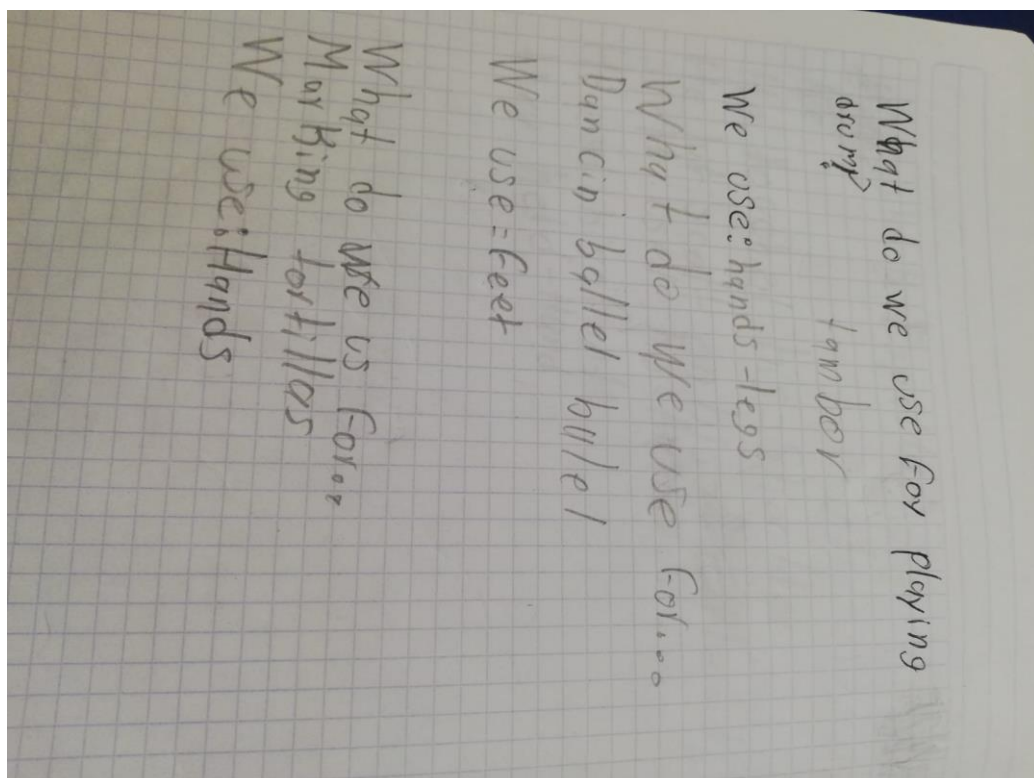 What do we use For playing
drum?
tambor
We use: hands-legs
What do we use For....
Dancin ballet
We use = Feet
What do we us For...
Marking tortillas
We use: Hands